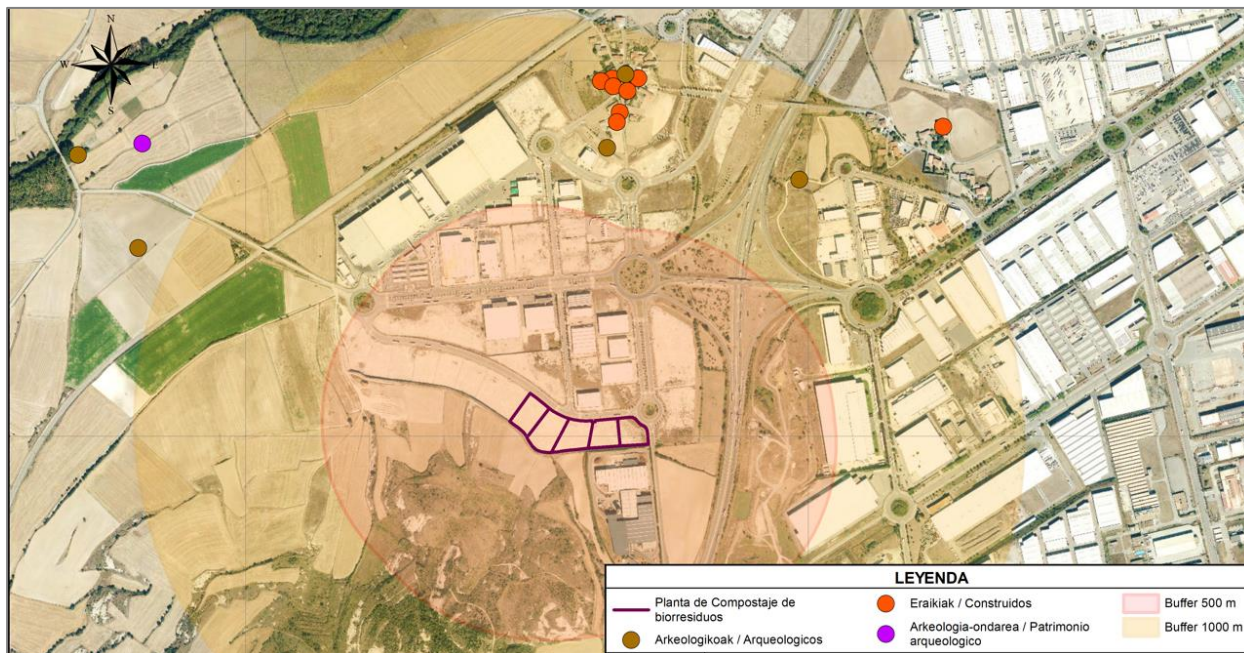 N
W E
S
LEYENDA
Planta de Compostaje de
biorresiduos
Arkeologikoak / Arqueologicos
Eraikiak / Construidos
Arkeologia-ondarea / Patrimonio
arqueologico
Buffer 500 m
Buffer 1000 m